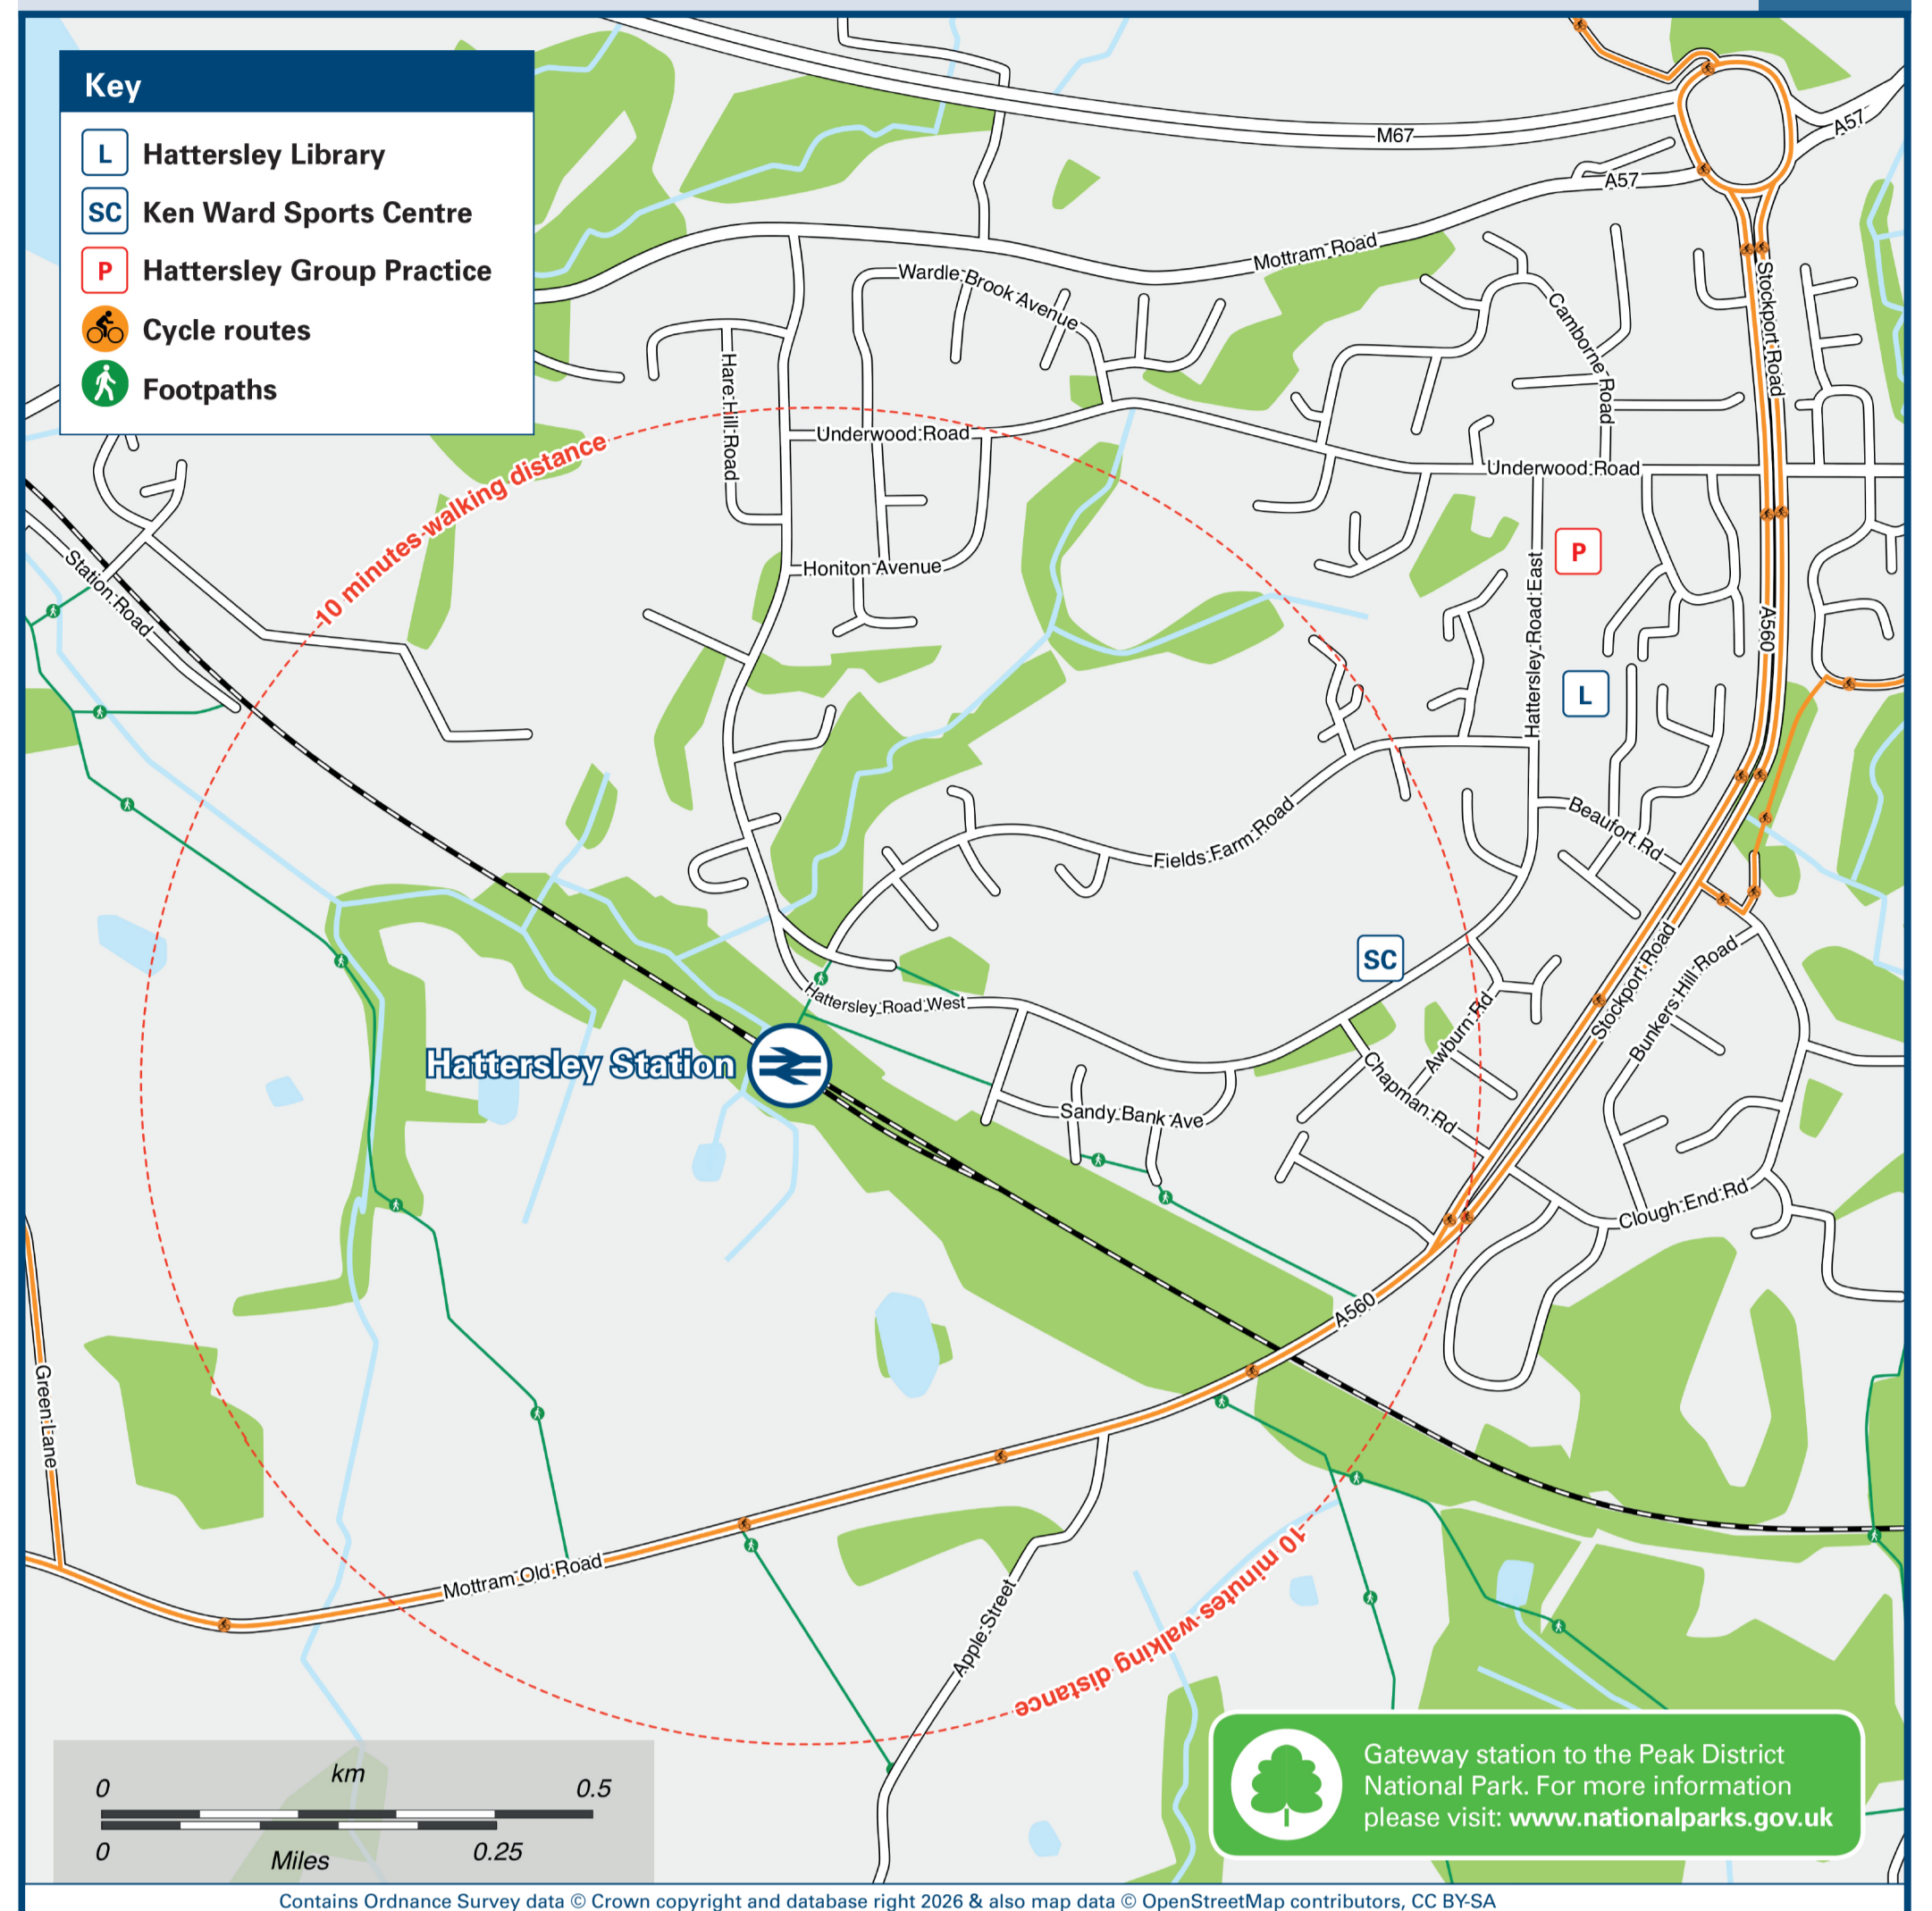 Key
L Hattersley Library
SC Ken Ward Sports Centre
P Hattersley Group Practice
Cycle routes
Footpaths
M67
A57
A57
Mottram Road
Wardle Brook Avenue
Hare Hill Road
Camborne Road
Stockport Road
Underwood Road
Underwood Road
10 minutes walking distance
Station Road
Honiton Avenue
Hattersley Road East
P
A560
L
Beaufort Rd
Fields Farm Road
SC
Stockport Road
Bunkers Hill Road
Hattersley Road West
Awburn Rd
Hattersley Station
Chapman Rd
Sandy Bank Ave
Clough End Rd
A560
Green Lane
Mottram Old Road
Apple Street
10 minutes walking distance
Gateway station to the Peak District
National Park. For more information
please visit: www.nationalparks.gov.uk
km
0 0.5
0 0.25
Miles
Contains Ordnance Survey data © Crown copyright and database right 2026 & also map data © OpenStreetMap contributors, CC BY-SA